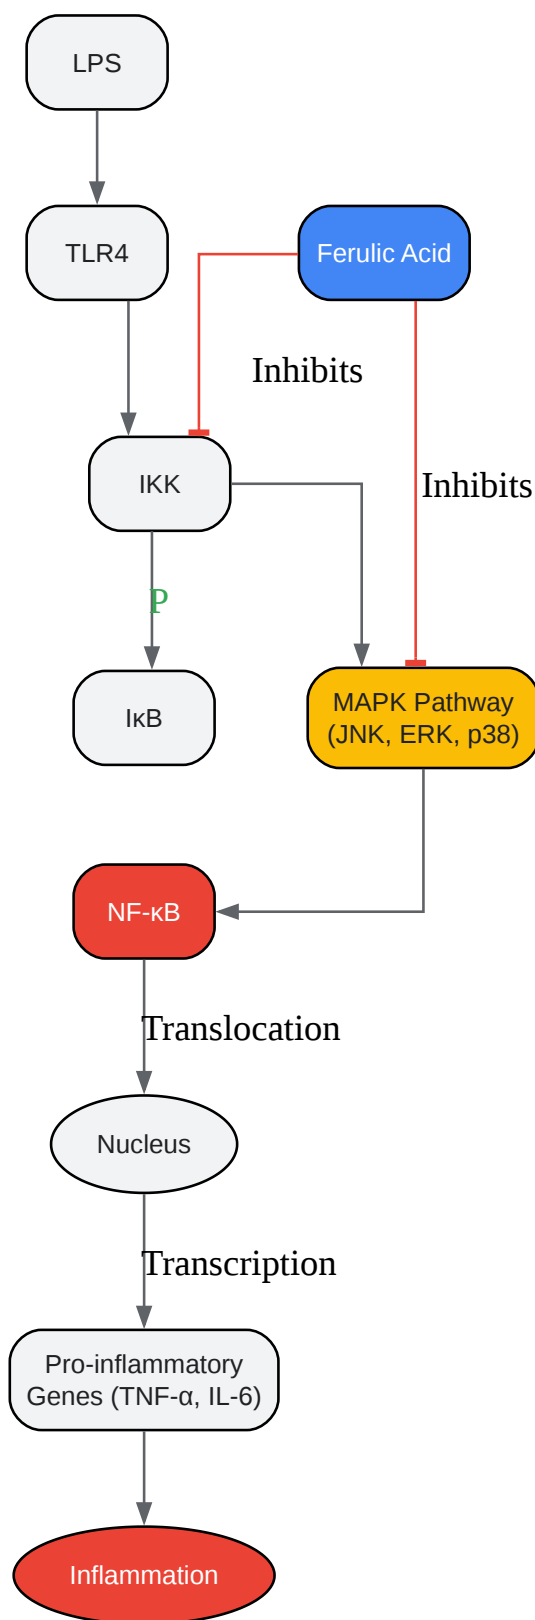 LPS
TLR4
Ferulic Acid
Inhibits
IKK
Inhibits
P
IκB
MAPK Pathway
(JNK, ERK, p38)
NF-κB
Translocation
Nucleus
Transcription
Pro-inflammatory
Genes (TNF-α, IL-6)
Inflammation